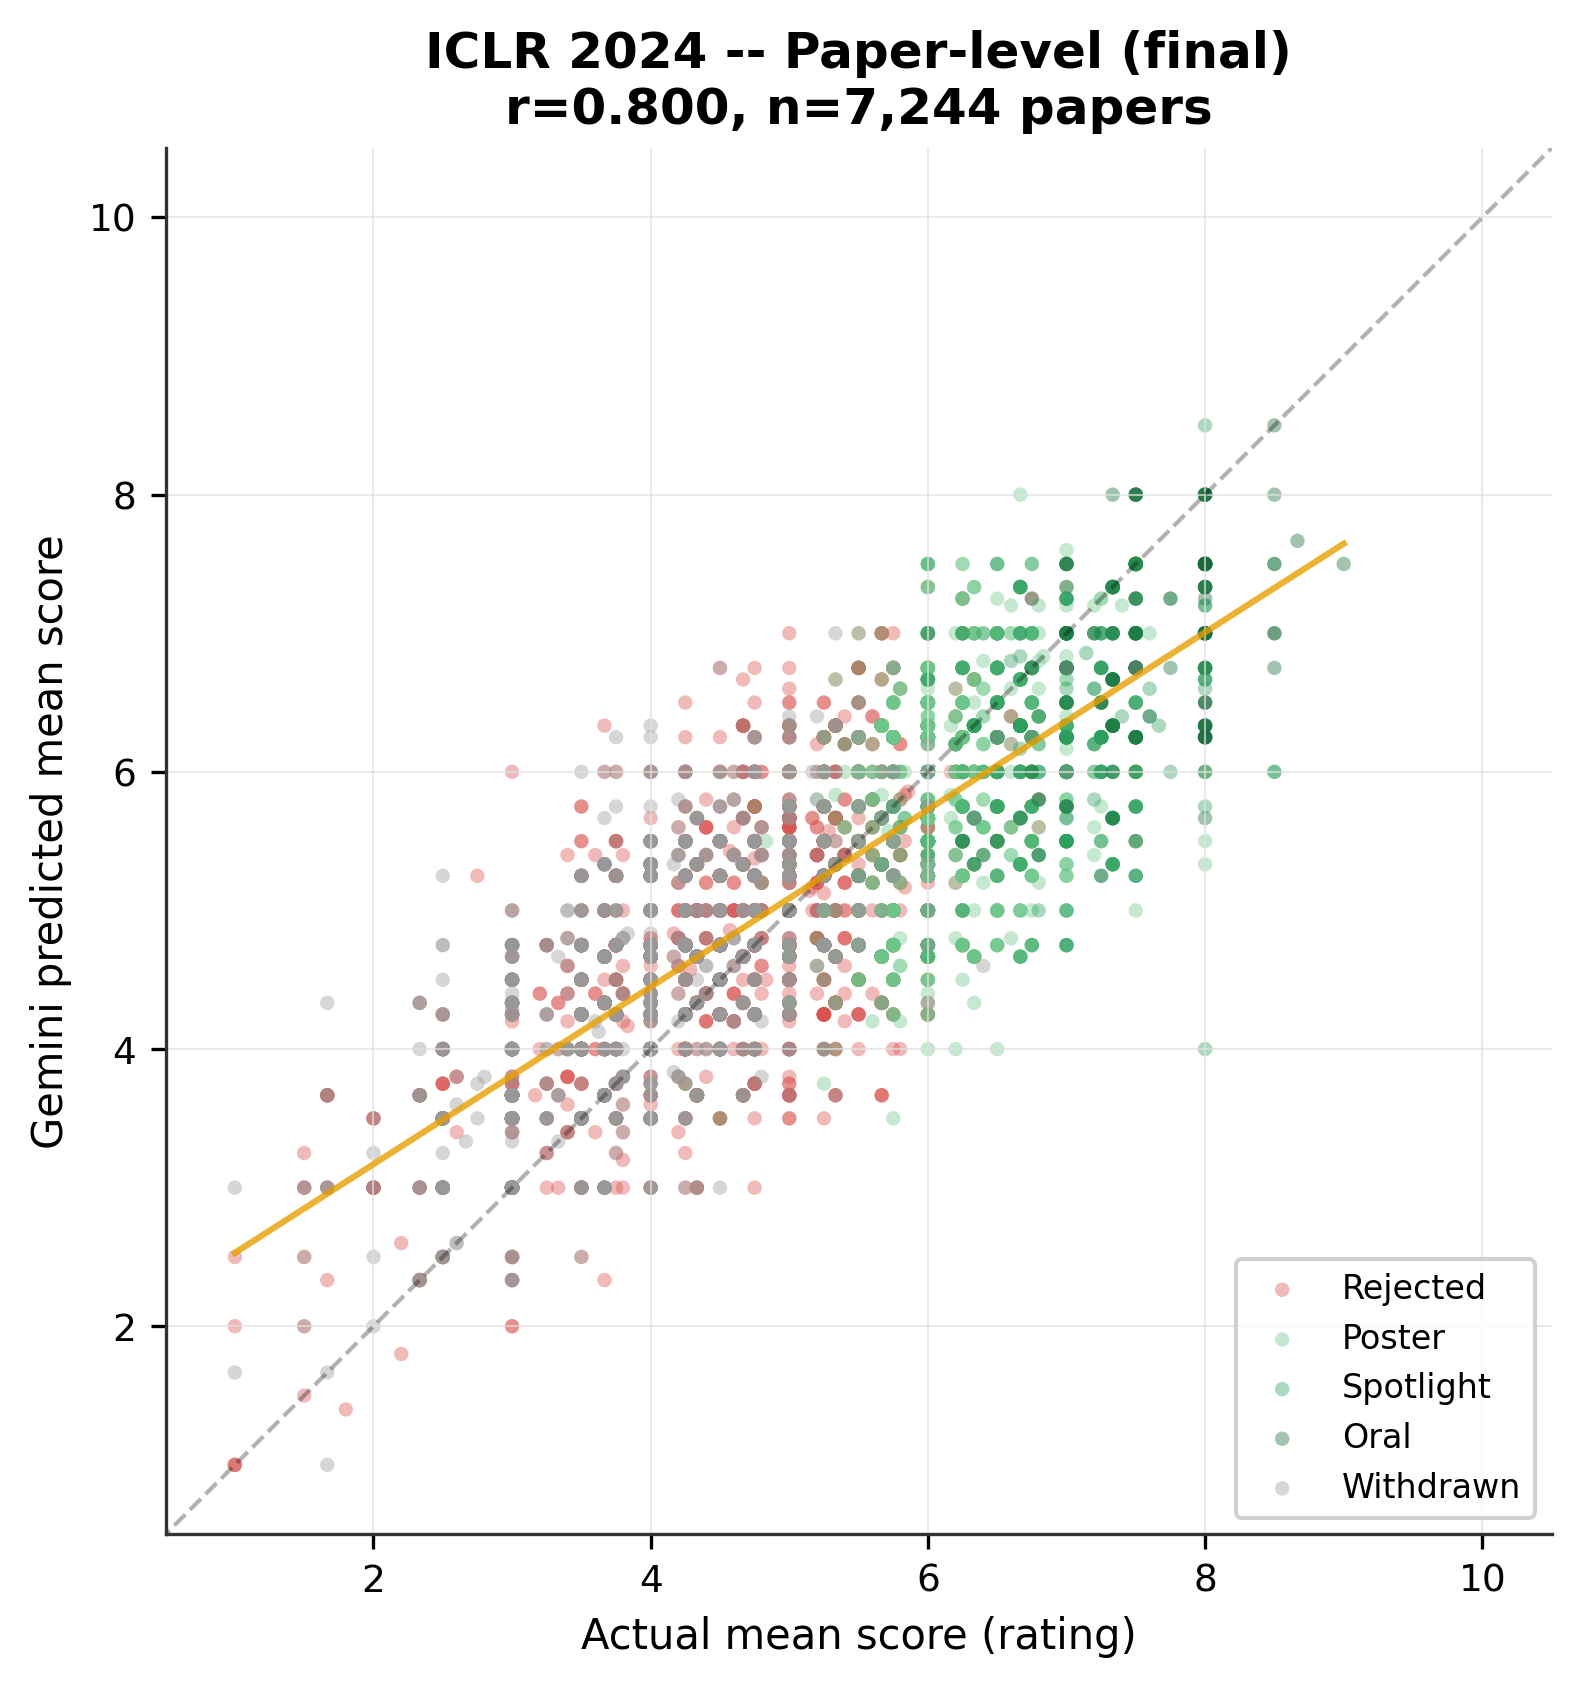 ICLR 2024 -- Paper-level (final)
r=0.800, n=7,244 papers
Gemini predicted mean score
10
8
6
4
2
2
4
6
8
10
Actual mean score (rating)
Rejected
Poster
Spotlight
Oral
Withdrawn